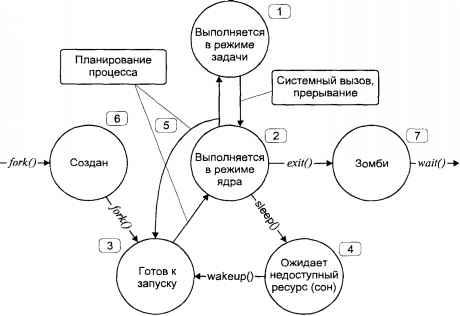 1
Выполняется
в режиме
задачи
Планирование
процесса
Системный вызов,
прерывание
6
5
2
7
fork()
Создан
Выполняется
в режиме
ядра
exit()
Зомби
wait()
fork()
sleep()
3
4
Готов к
запуску
wakeup()
Ожидает
недоступный
ресурс (сон)